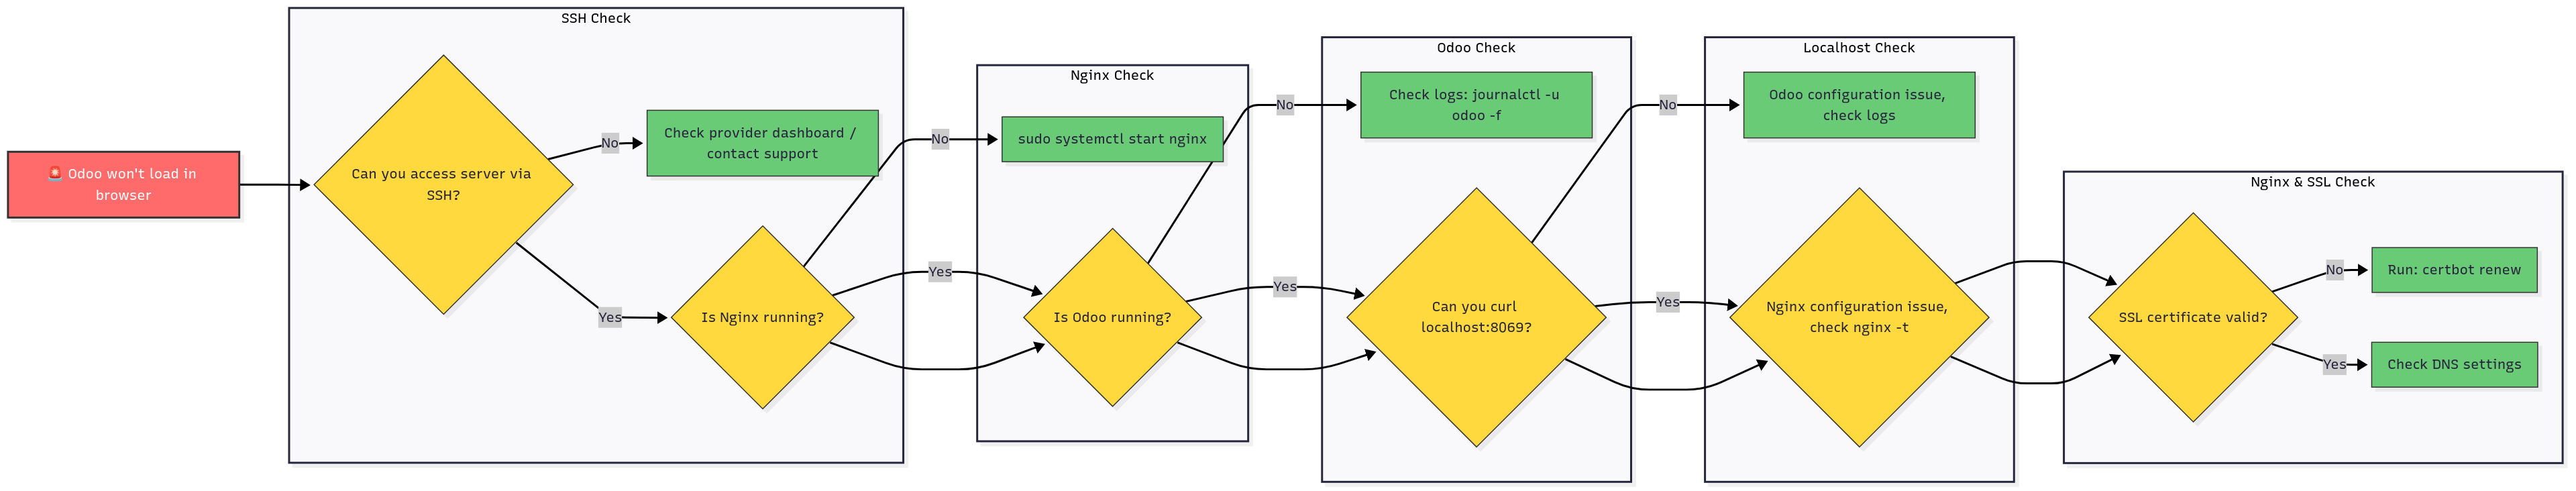 🚨 Odoo won't load in
browser
SSH Check
Can you access server via
SSH?
No
Check provider dashboard /
contact support
Yes
Is Nginx running?
No
Yes
Nginx Check
sudo systemctl start nginx
Is Odoo running?
No
Yes
Odoo Check
Check logs: journalctl -u
odoo -f
Can you curl
localhost:8069?
No
Yes
Localhost Check
Odoo configuration issue,
check logs
Nginx configuration issue,
check nginx -t
Nginx & SSL Check
SSL certificate valid?
No
Run: certbot renew
Yes
Check DNS settings